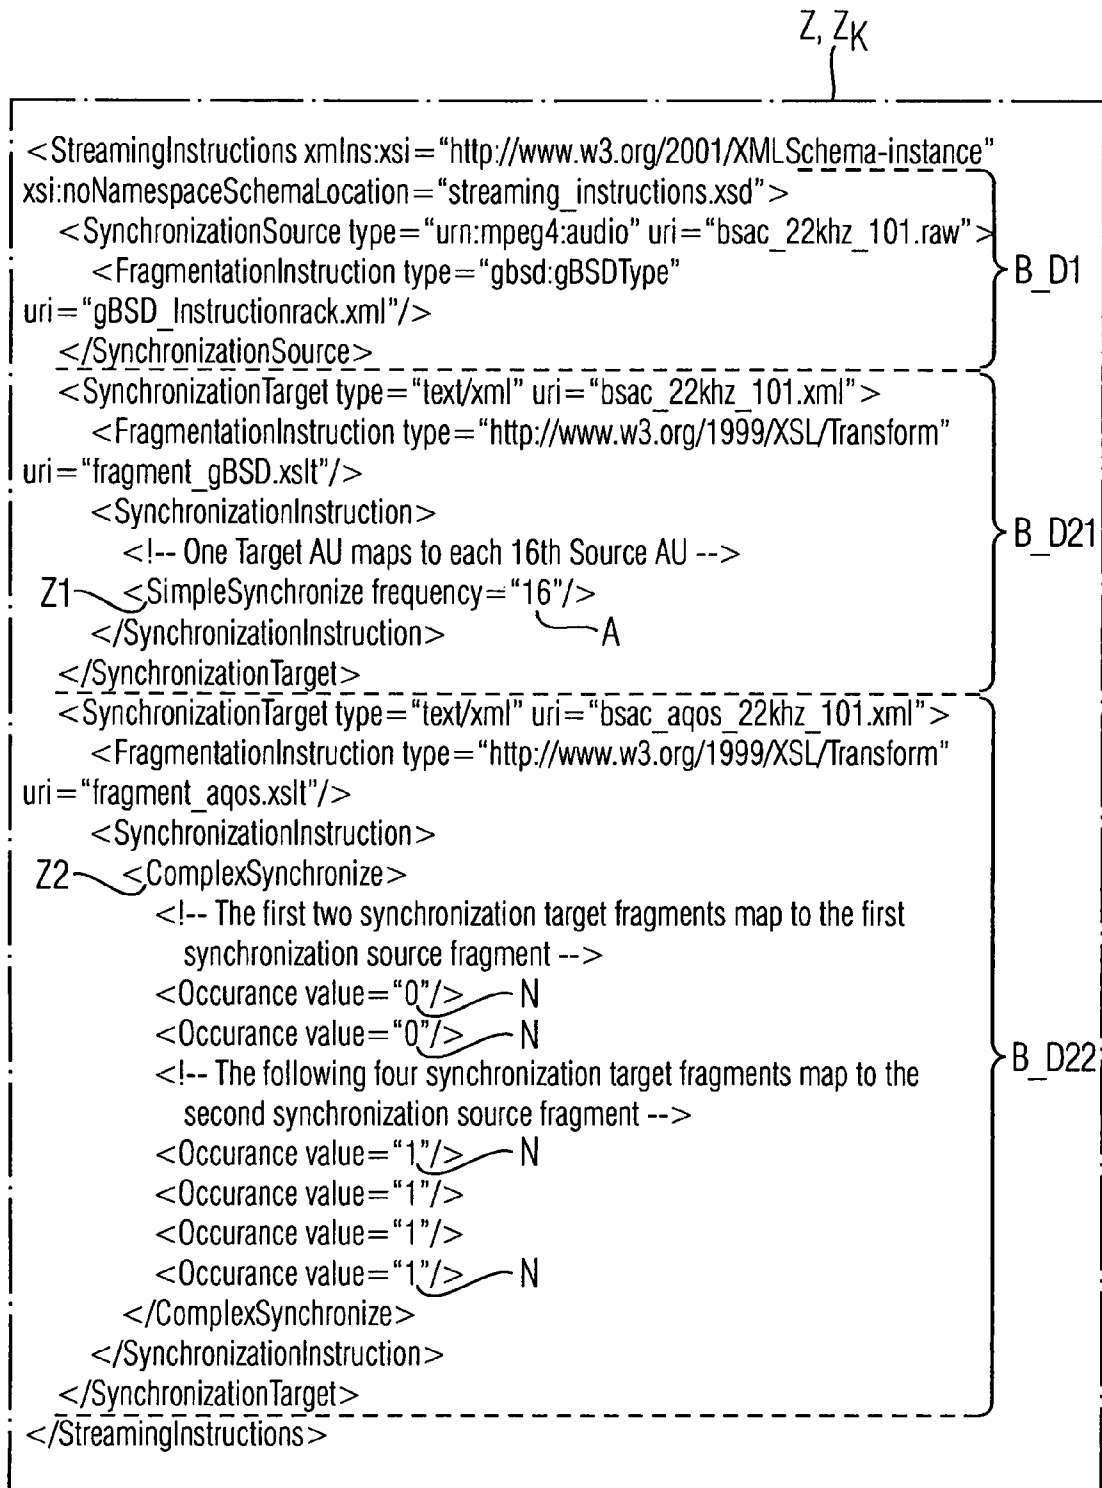 Z, ZK
<StreamingInstructions xmlns:xsi=“http://www.w3.org/2001/XMLSchema-instance”
xsi:noNamespaceSchemaLocation=“streaming_instructions.xsd”>
<SynchronizationSource type=“urn:mpeg4:audio” uri=“bsac_22khz_101.raw”>
<FragmentationInstruction type=“gbsd:gBSDType”
B_D1
uri=“gBSD_Instructionrack.xml”/>
</SynchronizationSource>
<SynchronizationTarget type=“text/xml” uri=“bsac_22khz_101.xml”>
<FragmentationInstruction type=“http://www.w3.org/1999/XSL/Transform”
uri=“fragment_gBSD.xslt”/>
<SynchronizationInstruction>
B_D21
<!-- One Target AU maps to each 16th Source AU -->
Z1 <SimpleSynchronize frequency=“16”/>
</SynchronizationInstruction> A
</SynchronizationTarget>
<SynchronizationTarget type=“text/xml” uri=“bsac_aqos_22khz_101.xml”>
<FragmentationInstruction type=“http://www.w3.org/1999/XSL/Transform”
uri=“fragment_aqos.xslt”/>
<SynchronizationInstruction>
Z2 <ComplexSynchronize>
<!-- The first two synchronization target fragments map to the first
synchronization source fragment -->
<Occurance value=“0”/> N
<Occurance value=“0”/> N
B_D22
<!-- The following four synchronization target fragments map to the
second synchronization source fragment -->
<Occurance value=“1”/> N
<Occurance value=“1”/>
<Occurance value=“1”/>
<Occurance value=“1”/> N
</ComplexSynchronize>
</SynchronizationInstruction>
</SynchronizationTarget>
</StreamingInstructions>